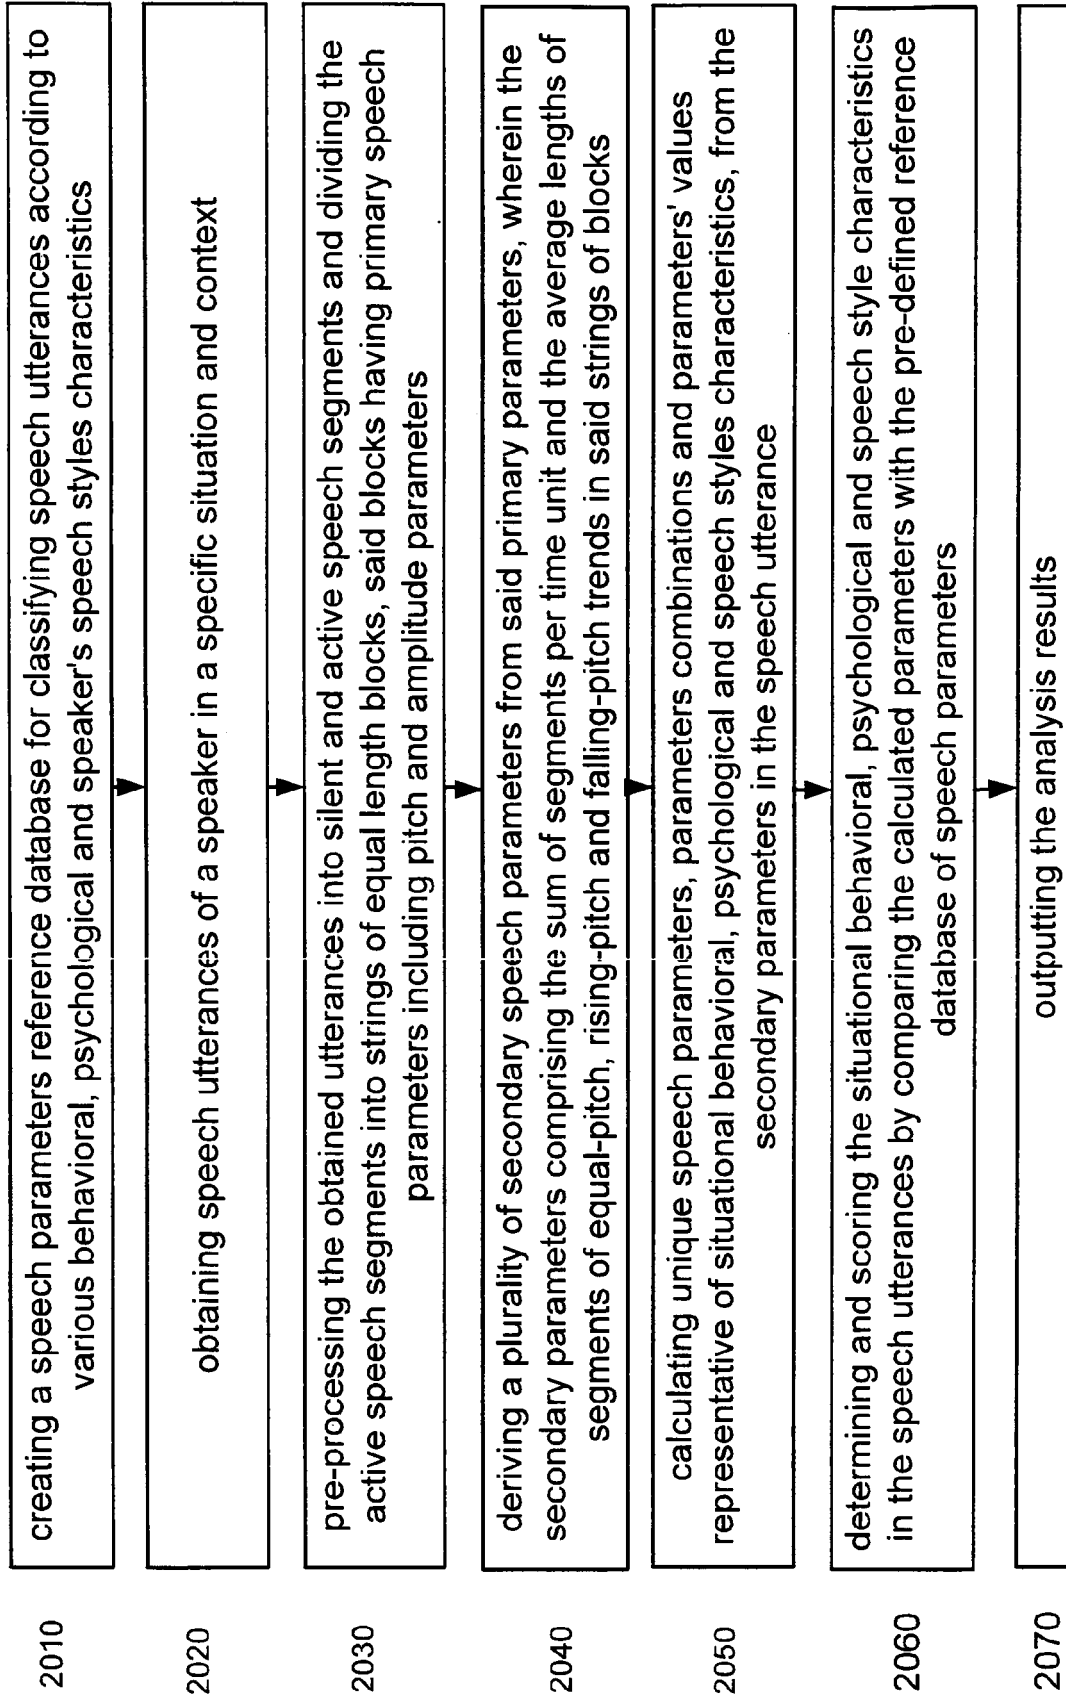 2010
creating a speech parameters reference database for classifying speech utterances according to
various behavioral, psychological and speaker's speech styles characteristics
2020
obtaining speech utterances of a speaker in a specific situation and context
2030
pre-processing the obtained utterances into silent and active speech segments and dividing the
active speech segments into strings of equal length blocks, said blocks having primary speech
parameters including pitch and amplitude parameters
2040
deriving a plurality of secondary speech parameters from said primary parameters, wherein the
secondary parameters comprising the sum of segments per time unit and the average lengths of
segments of equal-pitch, rising-pitch and falling-pitch trends in said strings of blocks
2050
calculating unique speech parameters, parameters combinations and parameters' values
representative of situational behavioral, psychological and speech styles characteristics, from the
secondary parameters in the speech utterance
2060
determining and scoring the situational behavioral, psychological and speech style characteristics
in the speech utterances by comparing the calculated parameters with the pre-defined reference
database of speech parameters
2070
outputting the analysis results